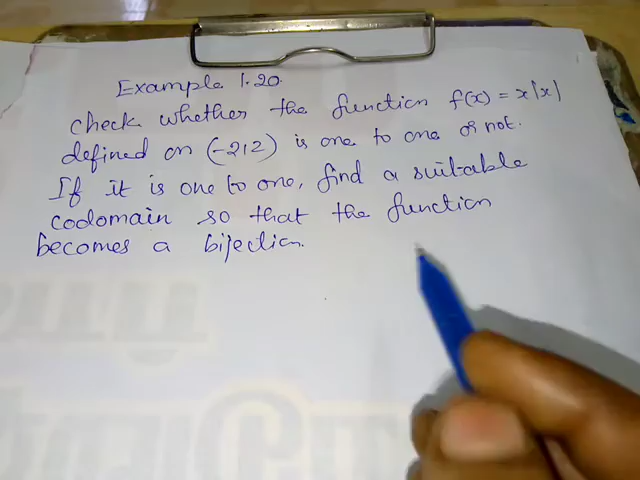 Example 1.20.
check whether the function f(x) = x|x|
defined on (-2,2) is one to one or not.
If it is one to one, find a suitable
codomain so that the function
becomes a bijection.